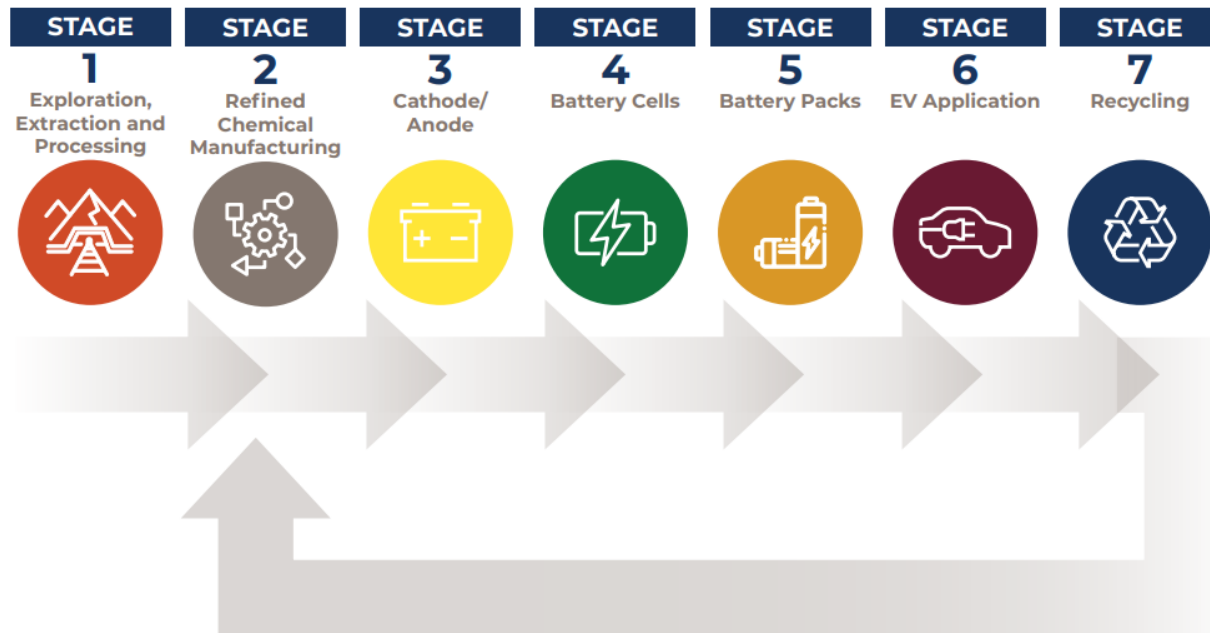 STAGE
1
Exploration,
Extraction and
Processing
STAGE
2
Refined
Chemical
Manufacturing
STAGE
3
Cathode/
Anode
STAGE
4
Battery Cells
STAGE
5
Battery Packs
STAGE
6
EV Application
STAGE
7
Recycling